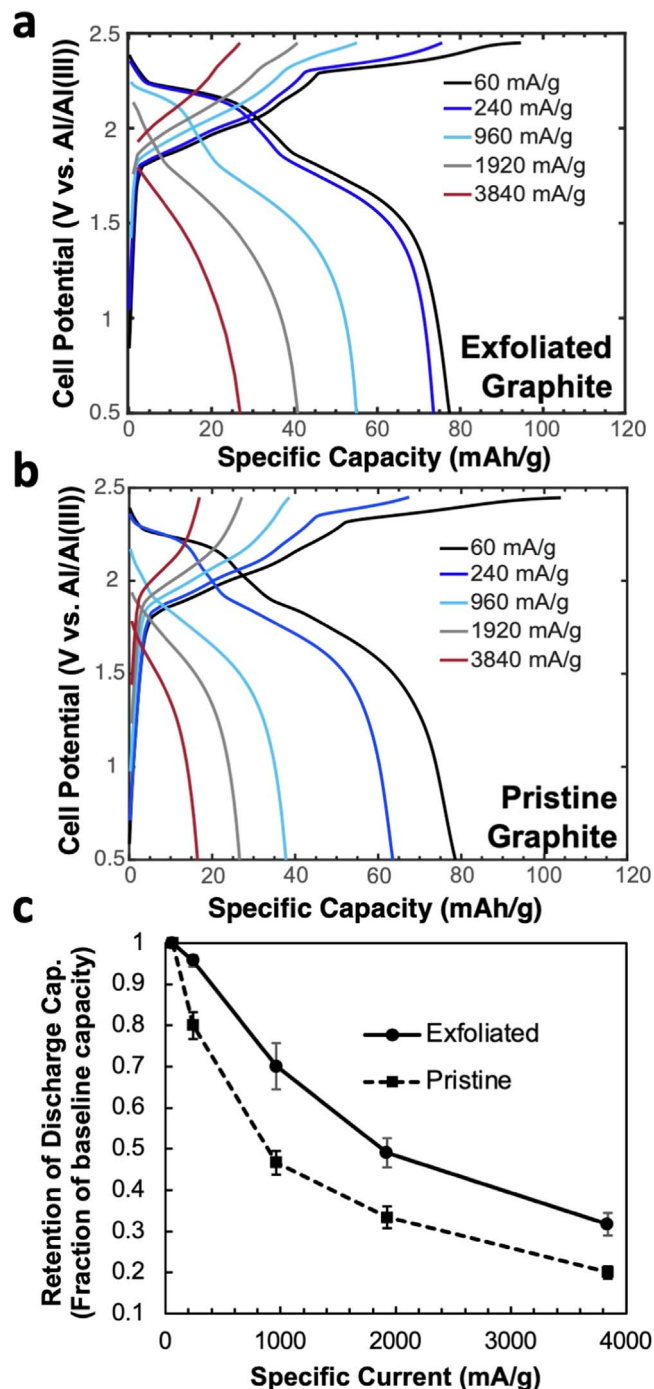 a
2.5
2
1.5
1
0.5
Cell Potential (V vs. Al/Al(III))
60 mA/g
240 mA/g
960 mA/g
1920 mA/g
3840 mA/g
Exfoliated
Graphite
0 20 40 60 80 100 120
Specific Capacity (mAh/g)
b
2.5
2
1.5
1
0.5
Cell Potential (V vs. Al/Al(III))
60 mA/g
240 mA/g
960 mA/g
1920 mA/g
3840 mA/g
Pristine
Graphite
0 20 40 60 80 100 120
Specific Capacity (mAh/g)
c
1
0.9
0.8
0.7
0.6
0.5
0.4
0.3
0.2
0.1
Retention of Discharge Cap.
(Fraction of baseline capacity)
Exfoliated
Pristine
0 1000 2000 3000 4000
Specific Current (mA/g)